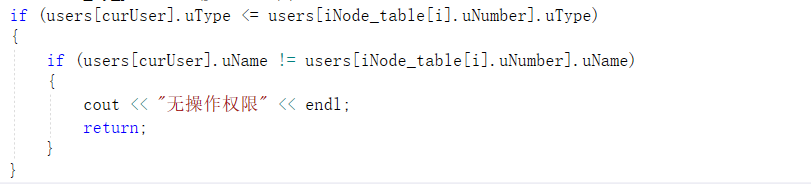 if (users[curUser].uType <= users[iNode_table[i].uNumber].uType)
{
if (users[curUser].uName != users[iNode_table[i].uNumber].uName)
{
cout << "无操作权限" << endl;
return;
}
}